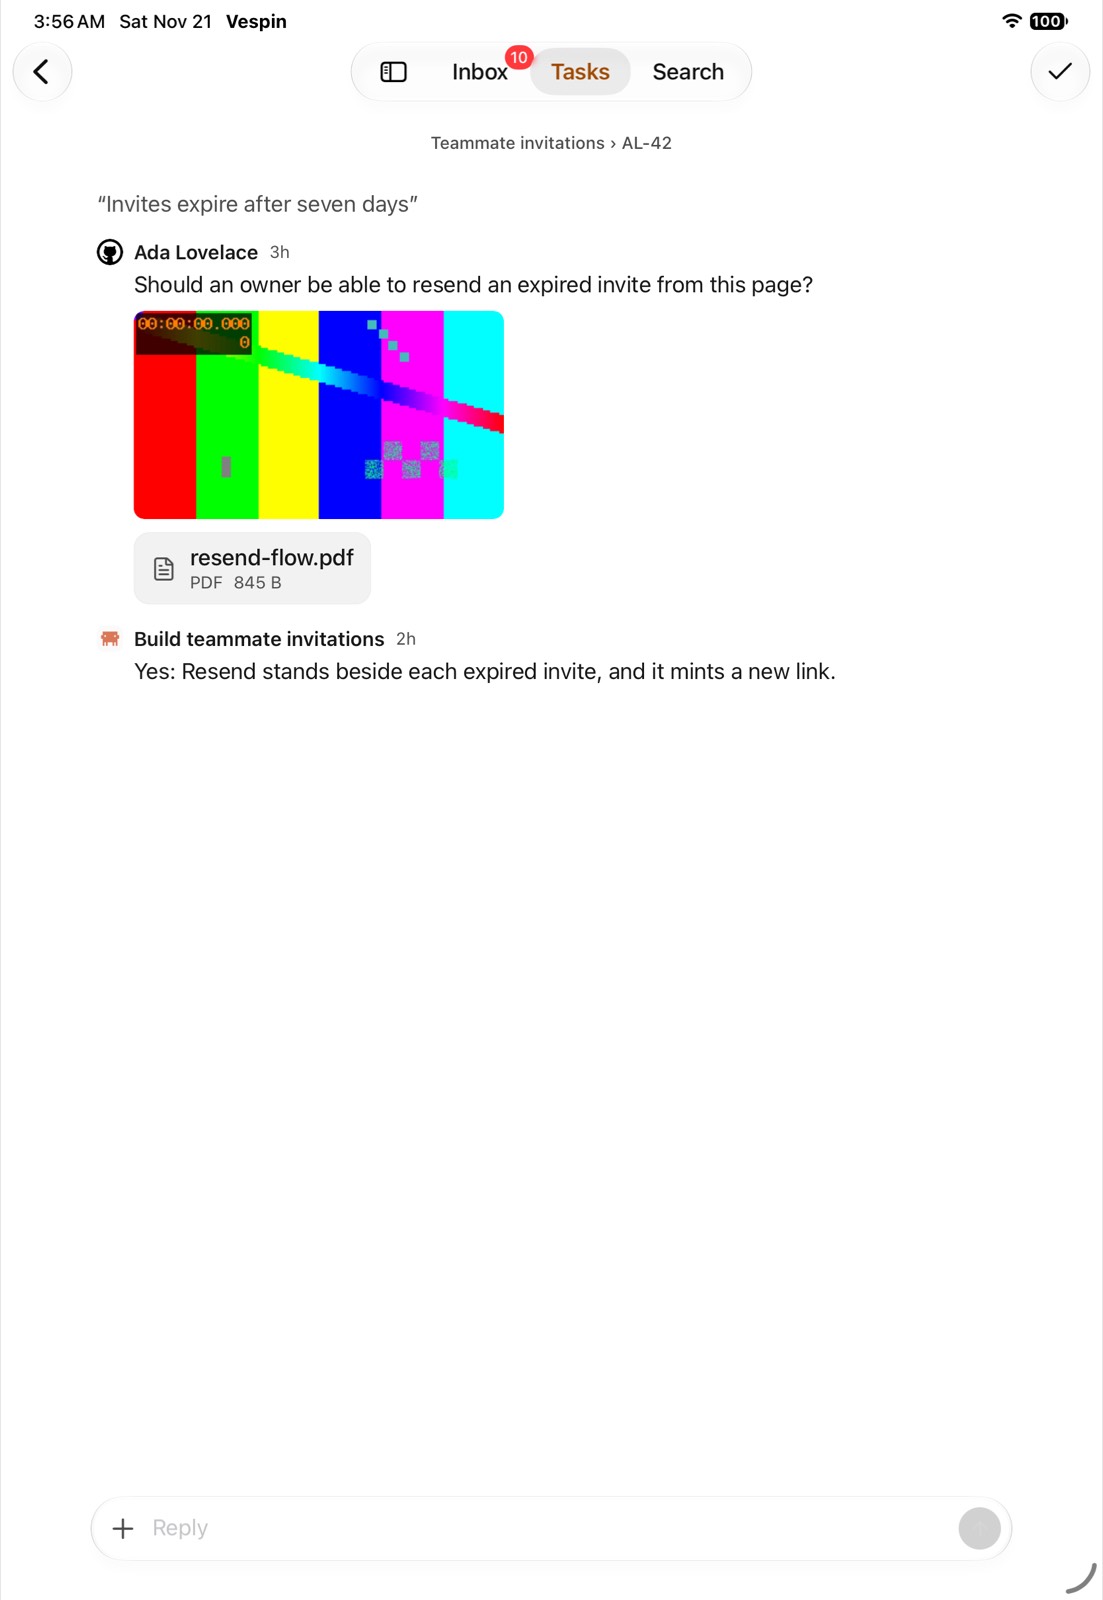 3:56 AM Sat Nov 21 Vespin
100
Inbox 10 Tasks Search
Teammate invitations › AL-42
“Invites expire after seven days”
Ada Lovelace 3h
Should an owner be able to resend an expired invite from this page?
00:00:00.000
0
resend-flow.pdf
PDF 845 B
Build teammate invitations 2h
Yes: Resend stands beside each expired invite, and it mints a new link.
Reply